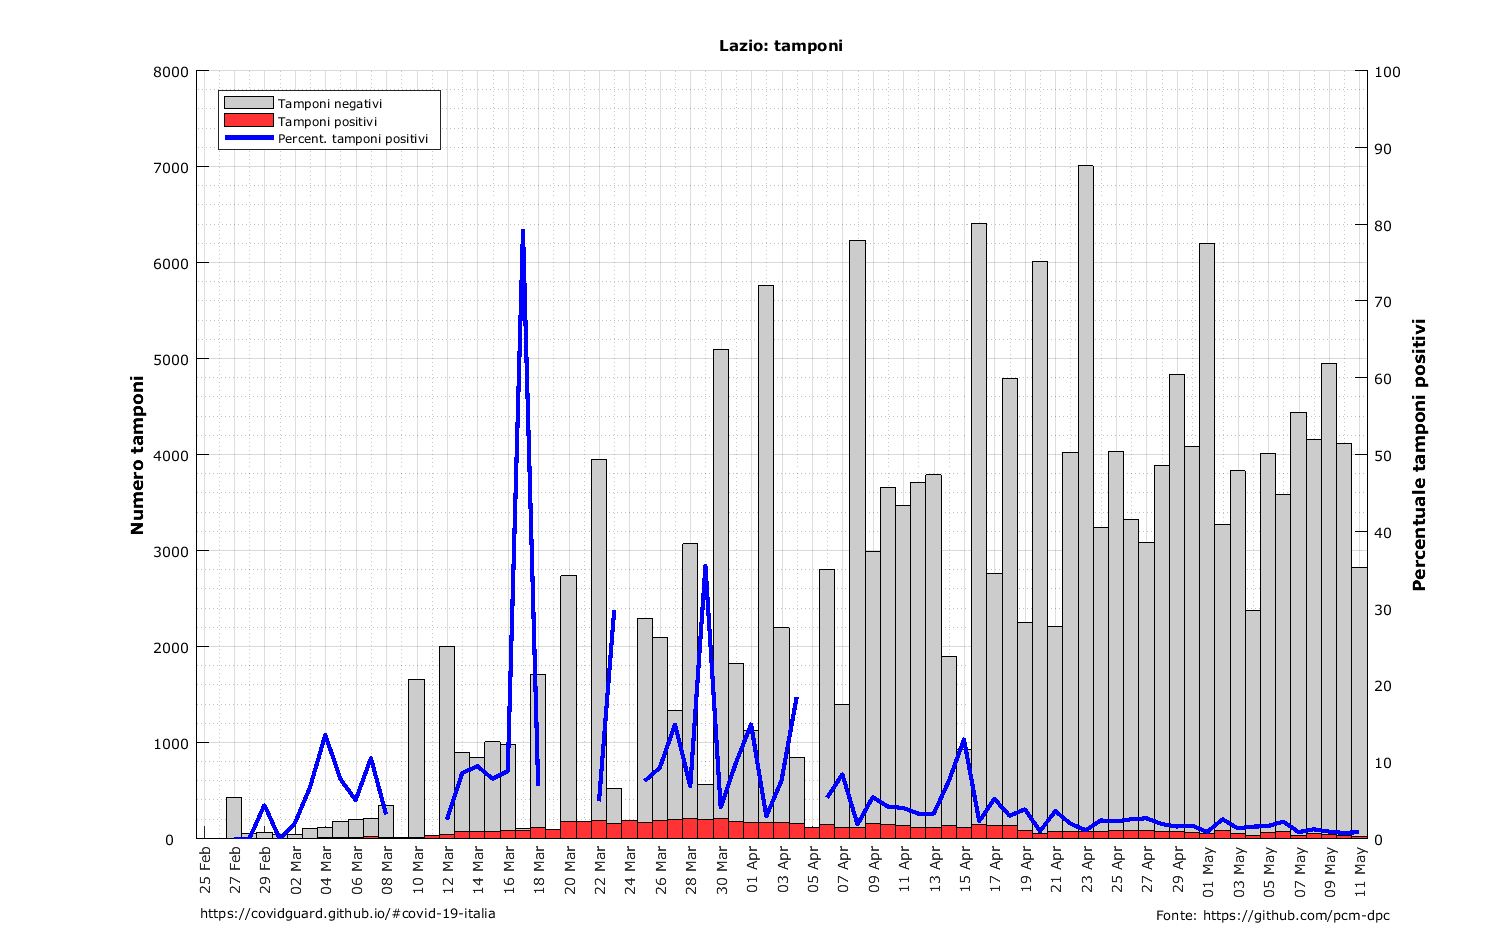 Lazio: tamponi
8000
7000
6000
5000
4000
3000
2000
1000
0
Numero tamponi
Tamponi negativi
Tamponi positivi
Percent. tamponi positivi
100
90
80
70
60
50
40
30
20
10
0
Percentuale tamponi positivi
25 Feb
27 Feb
29 Feb
02 Mar
04 Mar
06 Mar
08 Mar
10 Mar
12 Mar
14 Mar
16 Mar
18 Mar
20 Mar
22 Mar
24 Mar
26 Mar
28 Mar
30 Mar
01 Apr
03 Apr
05 Apr
07 Apr
09 Apr
11 Apr
13 Apr
15 Apr
17 Apr
19 Apr
21 Apr
23 Apr
25 Apr
27 Apr
29 Apr
01 May
03 May
05 May
07 May
09 May
11 May
https://covidguard.github.io/#covid-19-italia
Fonte: https://github.com/pcm-dpc